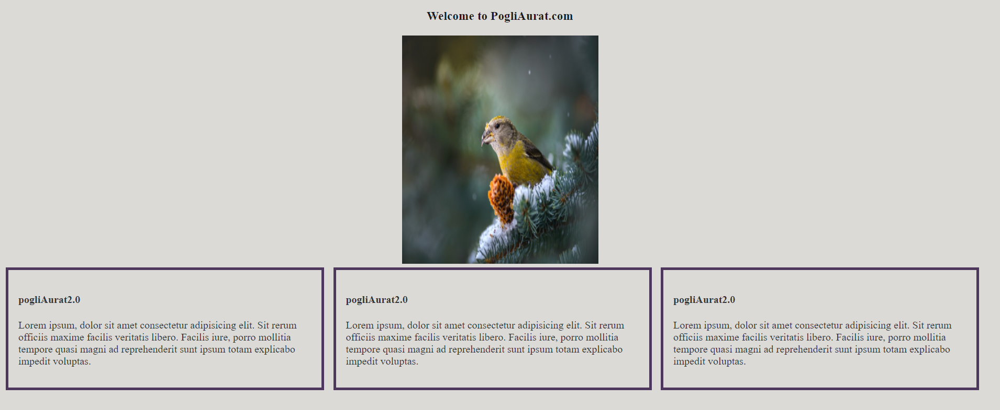 Welcome to PogliAurat.com
pogliAurat2.0
Lorem ipsum, dolor sit amet consectetur adipisicing elit. Sit rerum
officiis maxime facilis veritatis libero. Facilis iure, porro mollitia
tempore quasi magni ad reprehenderit sunt ipsum totam explicabo
impedit voluptas.
pogliAurat2.0
Lorem ipsum, dolor sit amet consectetur adipisicing elit. Sit rerum
officiis maxime facilis veritatis libero. Facilis iure, porro mollitia
tempore quasi magni ad reprehenderit sunt ipsum totam explicabo
impedit voluptas.
pogliAurat2.0
Lorem ipsum, dolor sit amet consectetur adipisicing elit. Sit rerum
officiis maxime facilis veritatis libero. Facilis iure, porro mollitia
tempore quasi magni ad reprehenderit sunt ipsum totam explicabo
impedit voluptas.